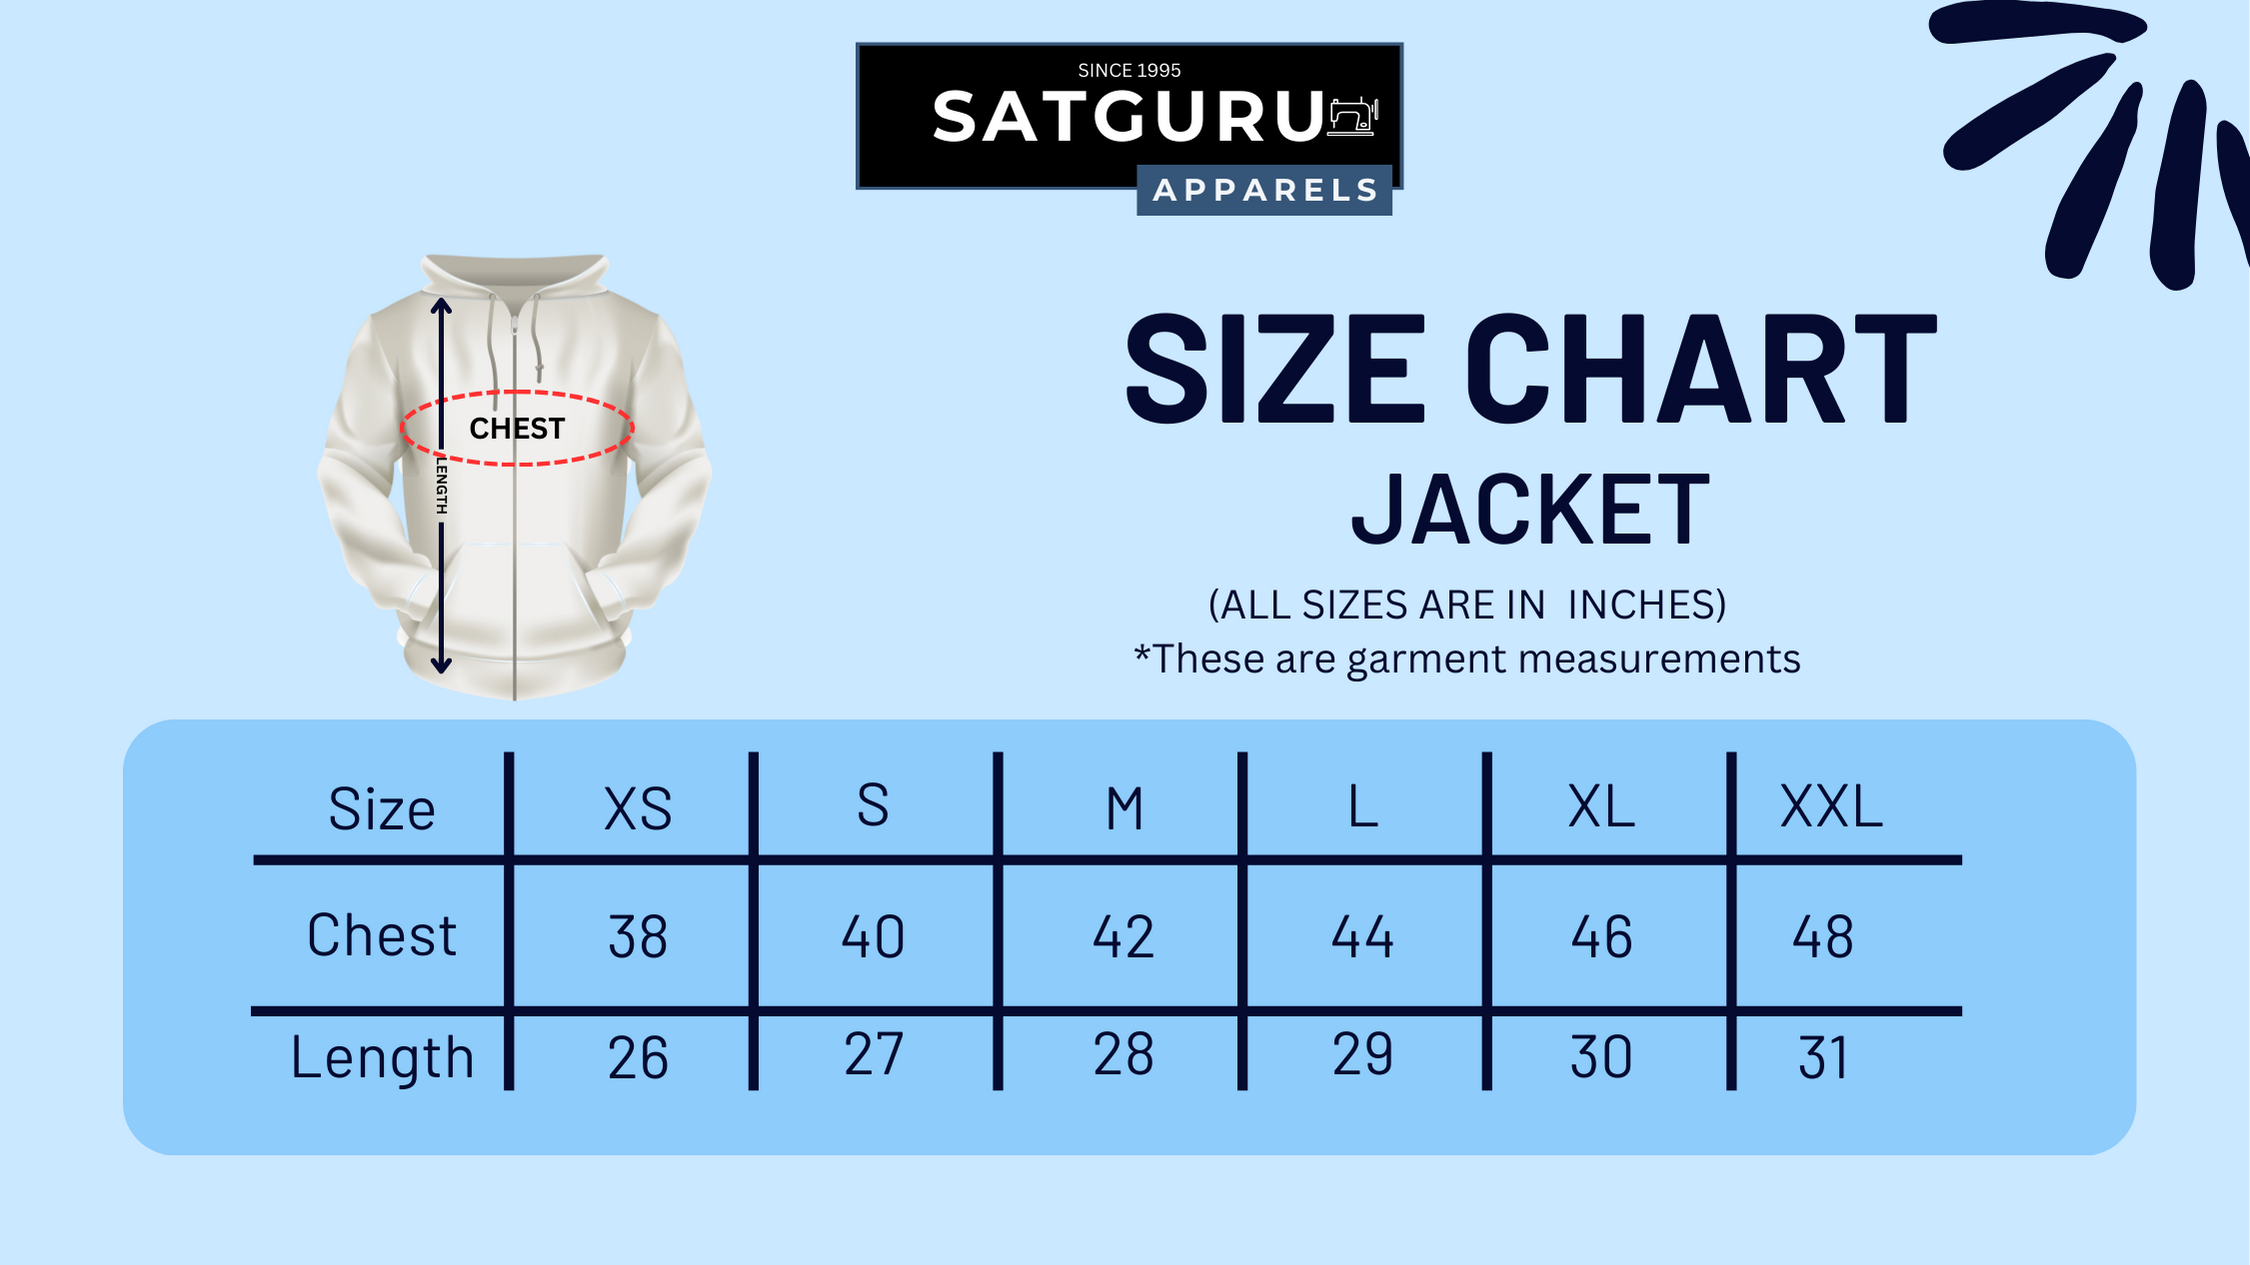 SINCE 1995
SATGURU
APPARELS
CHEST
LENGTH
SIZE CHART
JACKET
(ALL SIZES ARE IN INCHES)
*These are garment measurements
Size XS S M L XL XXL
Chest 38 40 42 44 46 48
Length 26 27 28 29 30 31